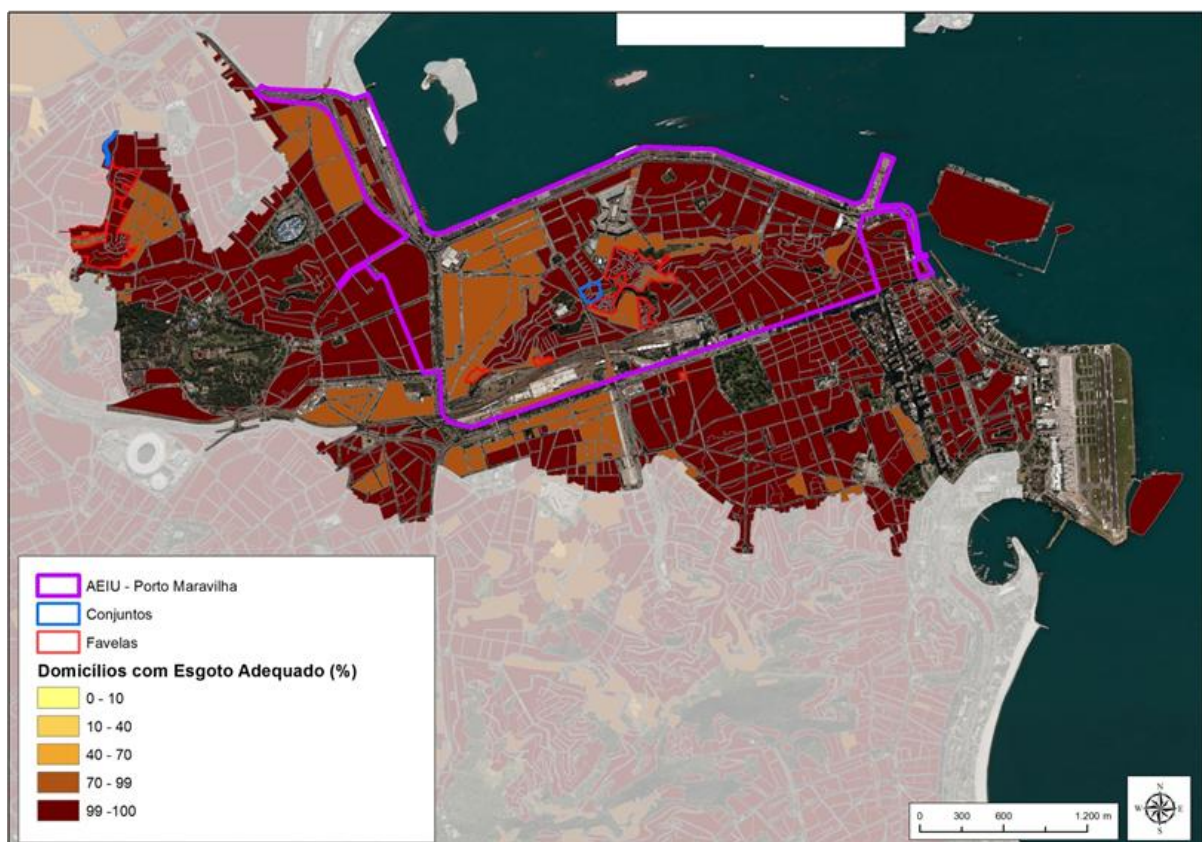 AEIU - Porto Maravilha
Conjuntos
Favelas
Domicílios com Esgoto Adequado (%)
0 - 10
10 - 40
40 - 70
70 - 99
99 -100
0 300 600 1.200 m
N
W E
S